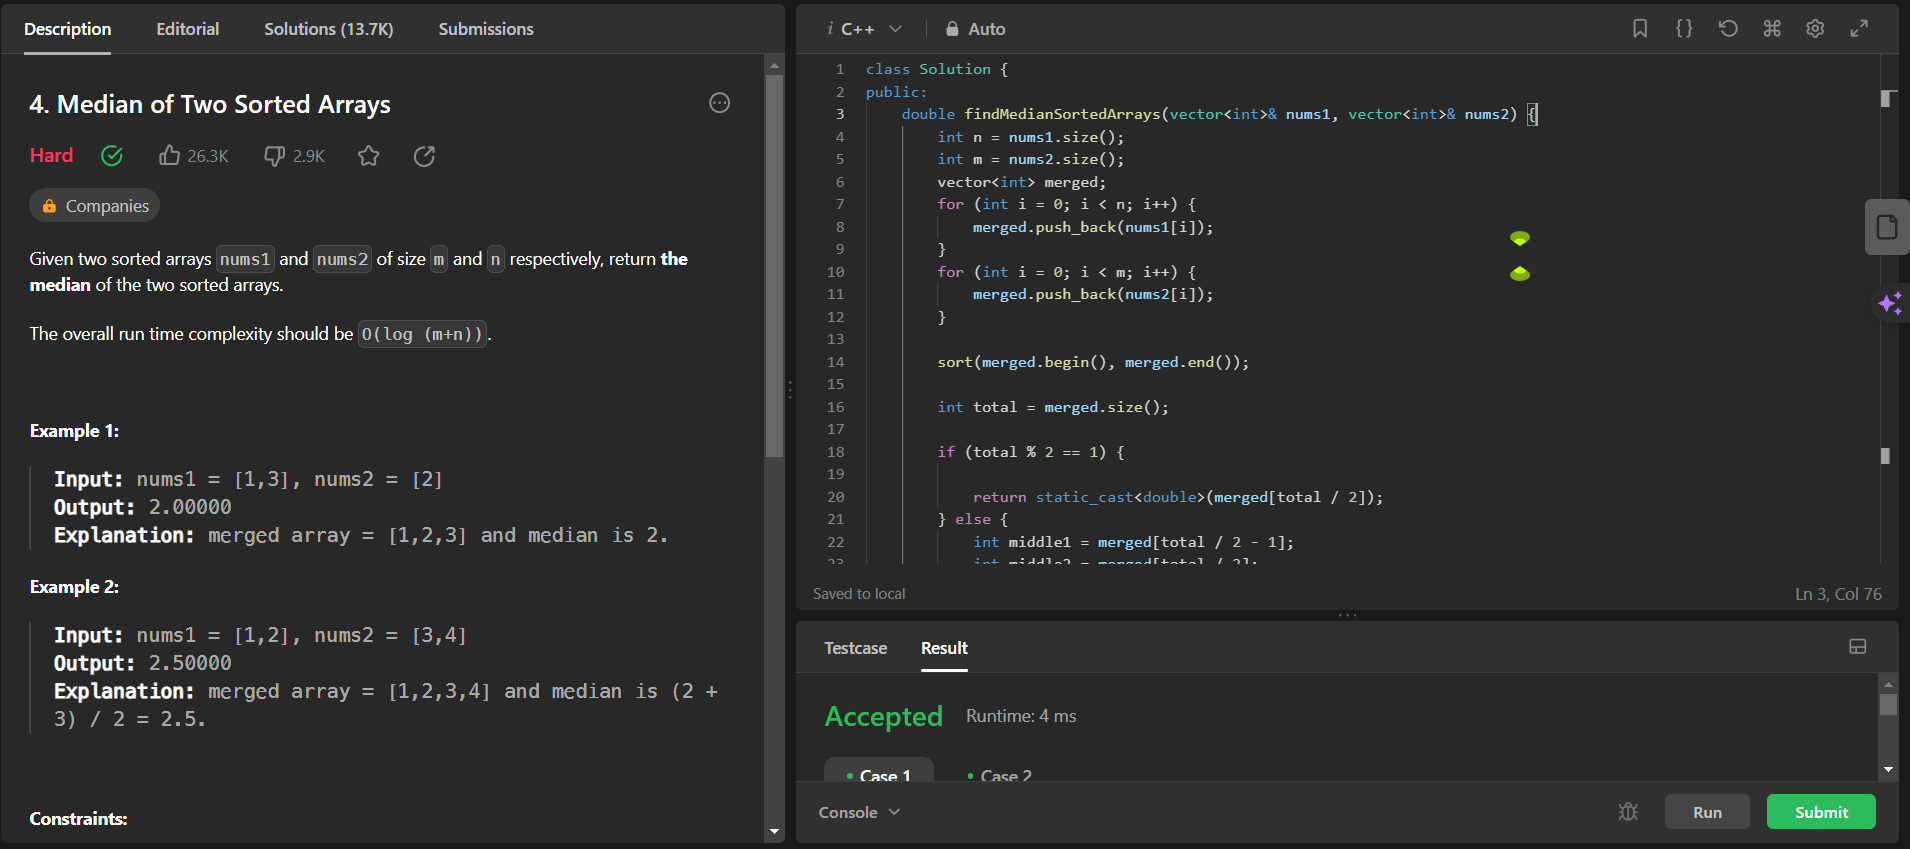 Description Editorial Solutions (13.7K) Submissions
4. Median of Two Sorted Arrays
Hard 26.3K 2.9K
Companies
Given two sorted arrays nums1 and nums2 of size m and n respectively, return the
median of the two sorted arrays.
The overall run time complexity should be O(log (m+n)).
Example 1:
Input: nums1 = [1,3], nums2 = [2]
Output: 2.00000
Explanation: merged array = [1,2,3] and median is 2.
Example 2:
Input: nums1 = [1,2], nums2 = [3,4]
Output: 2.50000
Explanation: merged array = [1,2,3,4] and median is (2 +
3) / 2 = 2.5.
Constraints:
i C++ Auto
1 class Solution {
2 public:
3 double findMedianSortedArrays(vector<int>& nums1, vector<int>& nums2) {
4 int n = nums1.size();
5 int m = nums2.size();
6 vector<int> merged;
7 for (int i = 0; i < n; i++) {
8 merged.push_back(nums1[i]);
9 }
10 for (int i = 0; i < m; i++) {
11 merged.push_back(nums2[i]);
12 }
13
14 sort(merged.begin(), merged.end());
15
16 int total = merged.size();
17
18 if (total % 2 == 1) {
19
20 return static_cast<double>(merged[total / 2]);
21 } else {
22 int middle1 = merged[total / 2 - 1];
23 int middle2 = merged[total / 2];
Saved to local Ln 3, Col 76
Testcase Result
Accepted Runtime: 4 ms
Case 1 Case 2
Console Run Submit